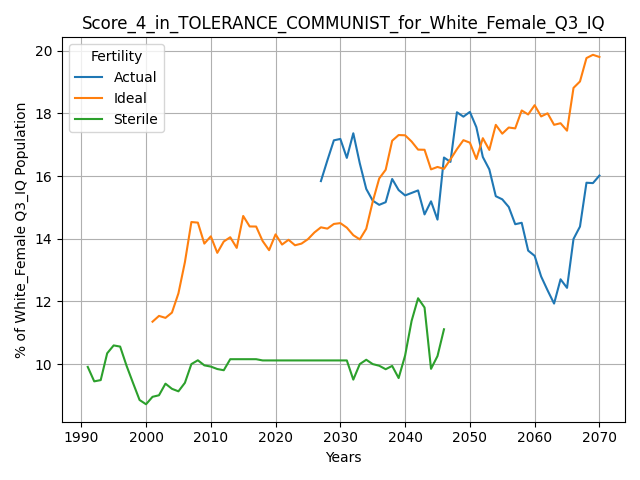 Score_4_in_TOLERANCE_COMMUNIST_for_White_Female_Q3_IQ
Fertility
Actual
Ideal
Sterile
% of White_Female Q3_IQ Population
20
18
16
14
12
10
1990 2000 2010 2020 2030 2040 2050 2060 2070
Years